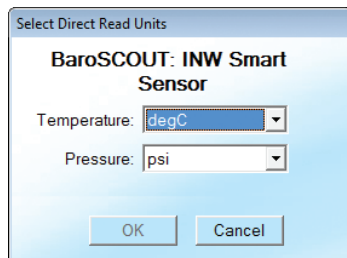 Select Direct Read Units
BaroSCOUT: INW Smart
Sensor
Temperature: degC
Pressure: psi
OK Cancel